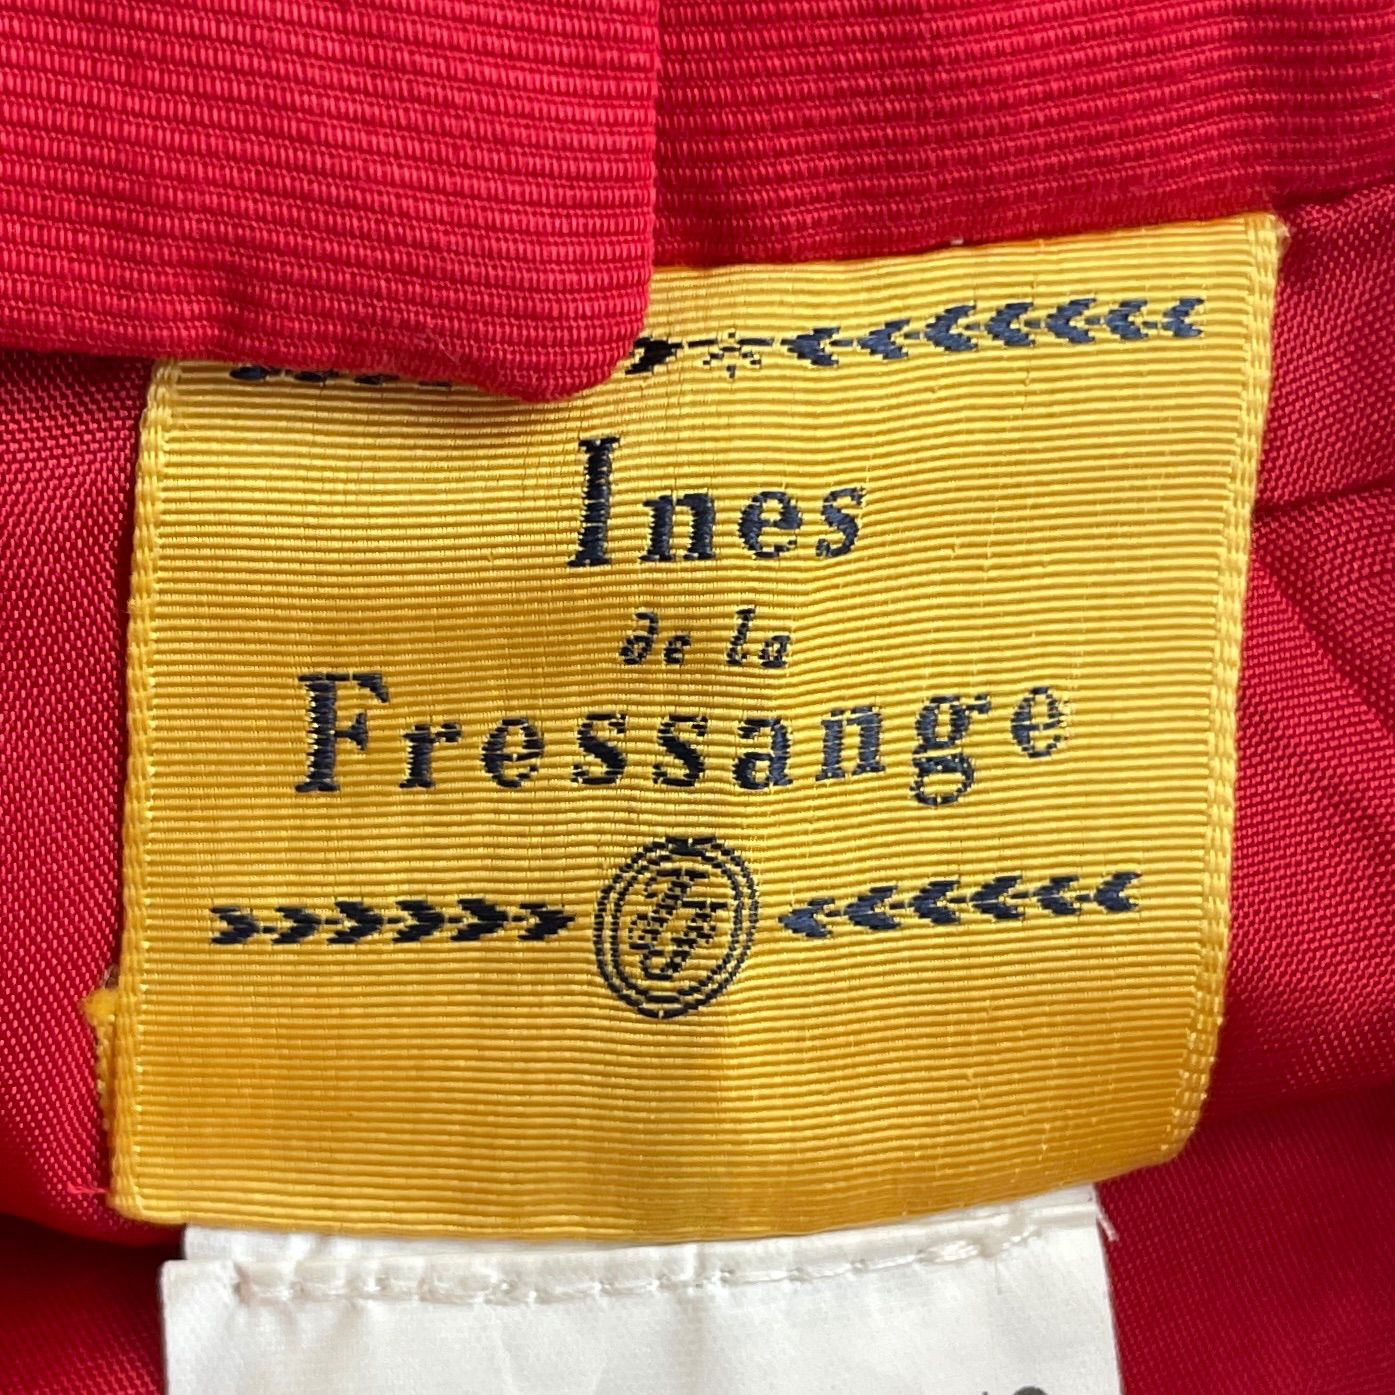 Ines
de la
Fressange